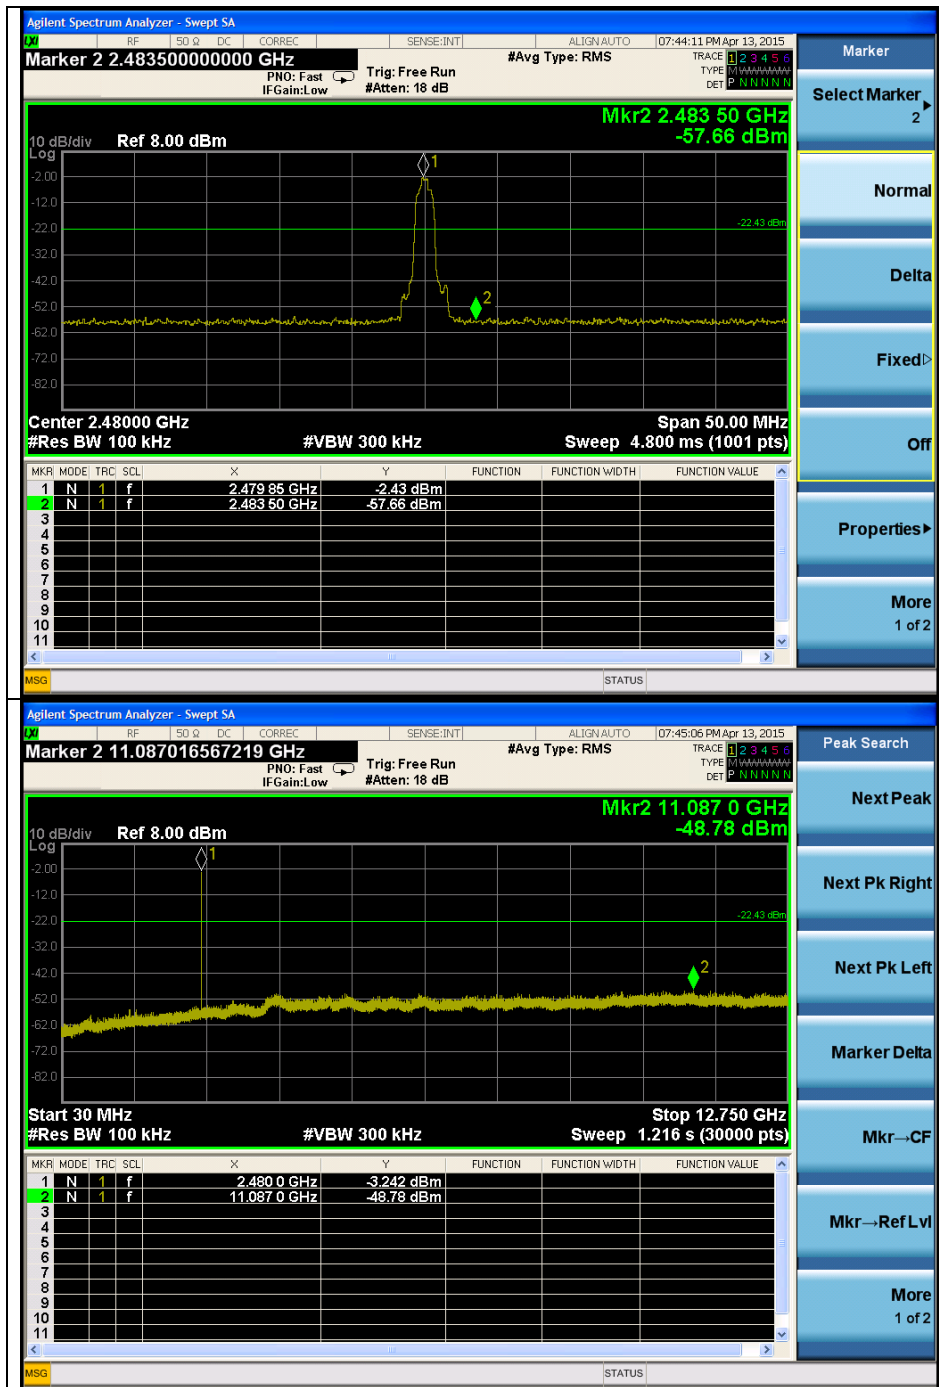 Agilent Spectrum Analyzer - Swept SA
LXI RF 50 Ω DC CORREC SENSE:INT ALIGN AUTO 07:44:11 PM Apr 13, 2015
Marker 2 2.483500000000 GHz #Avg Type: RMS TRACE 1 2 3 4 5 6
PNO: Fast Trig: Free Run TYPE M
IFGain:Low #Atten: 18 dB DET P N N N N N
Mkr2 2.483 50 GHz
10 dB/div Ref 8.00 dBm -57.66 dBm
Log
1
-2.00
-12.0
-22.0 -22.43 dBm
-32.0
-42.0
2
-52.0
-62.0
-72.0
-82.0
Center 2.48000 GHz Span 50.00 MHz
#Res BW 100 kHz #VBW 300 kHz Sweep 4.800 ms (1001 pts)
MKR MODE TRC SCL X Y FUNCTION FUNCTION WIDTH FUNCTION VALUE
1 N 1 f 2.479 85 GHz -2.43 dBm
2 N 1 f 2.483 50 GHz -57.66 dBm
3
4
5
6
7
8
9
10
11
MSG STATUS
Marker
Select Marker
2
Normal
Delta
Fixed
Off
Properties
More
1 of 2
Agilent Spectrum Analyzer - Swept SA
LXI RF 50 Ω DC CORREC SENSE:INT ALIGN AUTO 07:45:06 PM Apr 13, 2015
Marker 2 11.087016567219 GHz #Avg Type: RMS TRACE 1 2 3 4 5 6
PNO: Fast Trig: Free Run TYPE M
IFGain:Low #Atten: 18 dB DET P N N N N N
Mkr2 11.087 0 GHz
10 dB/div Ref 8.00 dBm -48.78 dBm
Log
1
-2.00
-12.0
-22.0 -22.43 dBm
-32.0
2
-42.0
-52.0
-62.0
-72.0
-82.0
Start 30 MHz Stop 12.750 GHz
#Res BW 100 kHz #VBW 300 kHz Sweep 1.216 s (30000 pts)
MKR MODE TRC SCL X Y FUNCTION FUNCTION WIDTH FUNCTION VALUE
1 N 1 f 2.480 0 GHz -3.242 dBm
2 N 1 f 11.087 0 GHz -48.78 dBm
3
4
5
6
7
8
9
10
11
MSG STATUS
Peak Search
Next Peak
Next Pk Right
Next Pk Left
Marker Delta
Mkr→CF
Mkr→Ref Lvl
More
1 of 2